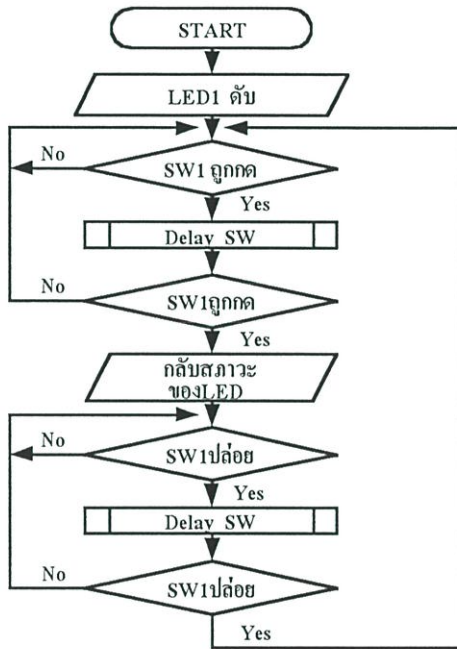 START
LED1 ดับ
No
SW1 ถูกกด
Yes
Delay SW
No
SW1ถูกกด
Yes
กลับสภาวะ
ของLED
No
SW1ปล่อย
Yes
Delay SW
No
SW1ปล่อย
Yes